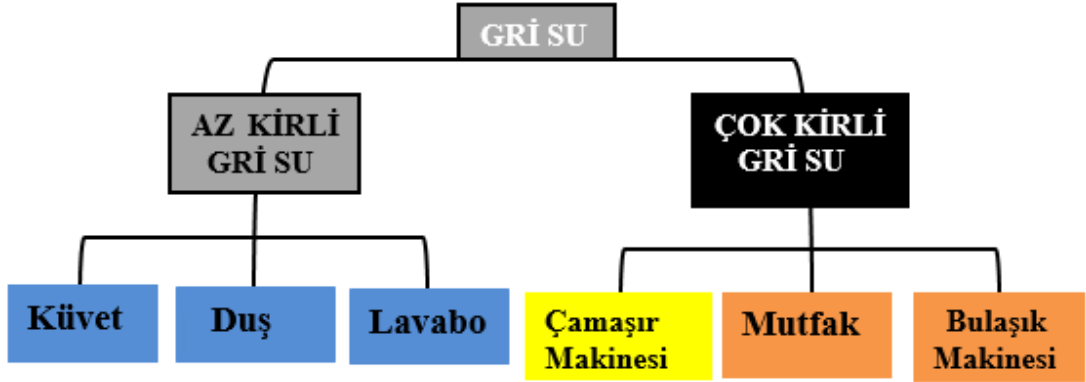 GRİ SU
AZ KİRLİ
GRİ SU
ÇOK KİRLİ
GRİ SU
Küvet
Duş
Lavabo
Çamaşır
Makinesi
Mutfak
Bulaşık
Makinesi